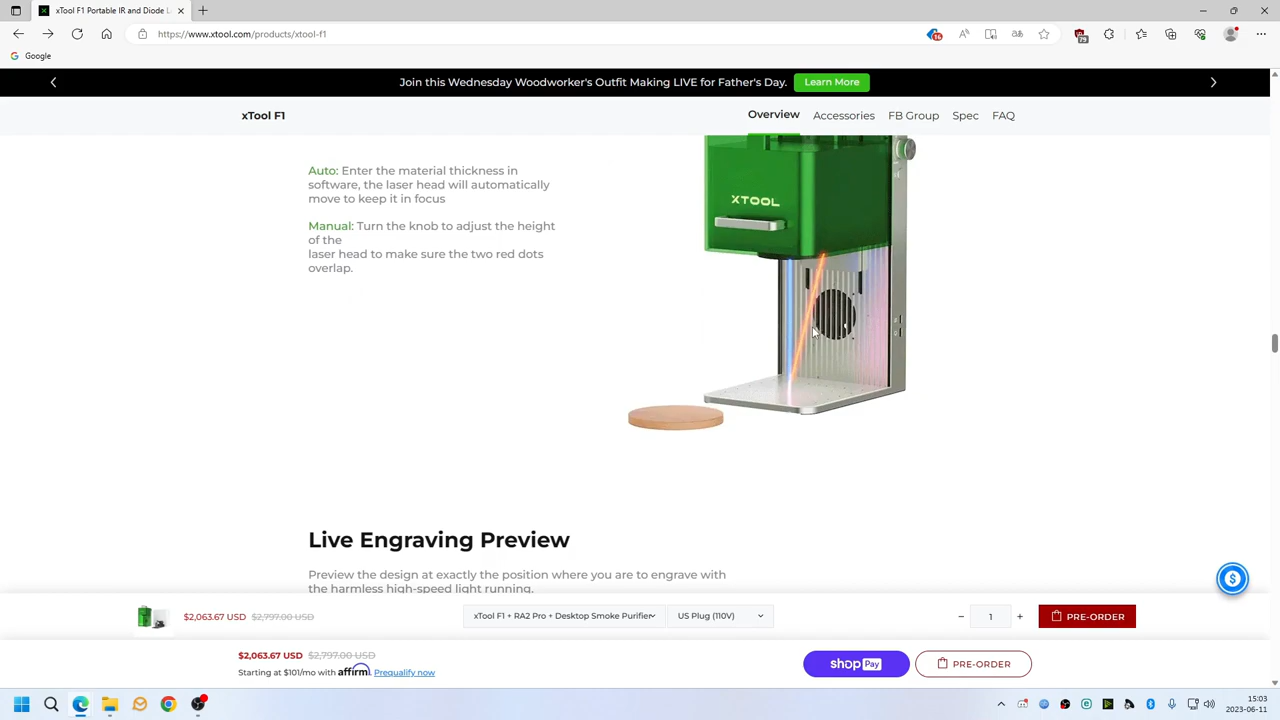 xTool F1 Portable IR and Diode L
https://www.xtool.com/products/xtool-f1
16
79
Google
Join this Wednesday Woodworker's Outfit Making LIVE for Father's Day.
Learn More
xTool F1
Overview
Accessories
FB Group
Spec
FAQ
Auto: Enter the material thickness in
software, the laser head will automatically
move to keep it in focus
Manual: Turn the knob to adjust the height
of the
laser head to make sure the two red dots
overlap.
XTOOL
Live Engraving Preview
Preview the design at exactly the position where you are to engrave with
the harmless high-speed light running.
$2,063.67 USD $2,797.00 USD
xTool F1 + RA2 Pro + Desktop Smoke Purifier
US Plug (110V)
1
PRE-ORDER
$2,063.67 USD $2,797.00 USD
Starting at $101/mo with affirm. Prequalify now
shop Pay
PRE-ORDER
15:03
2023-06-11